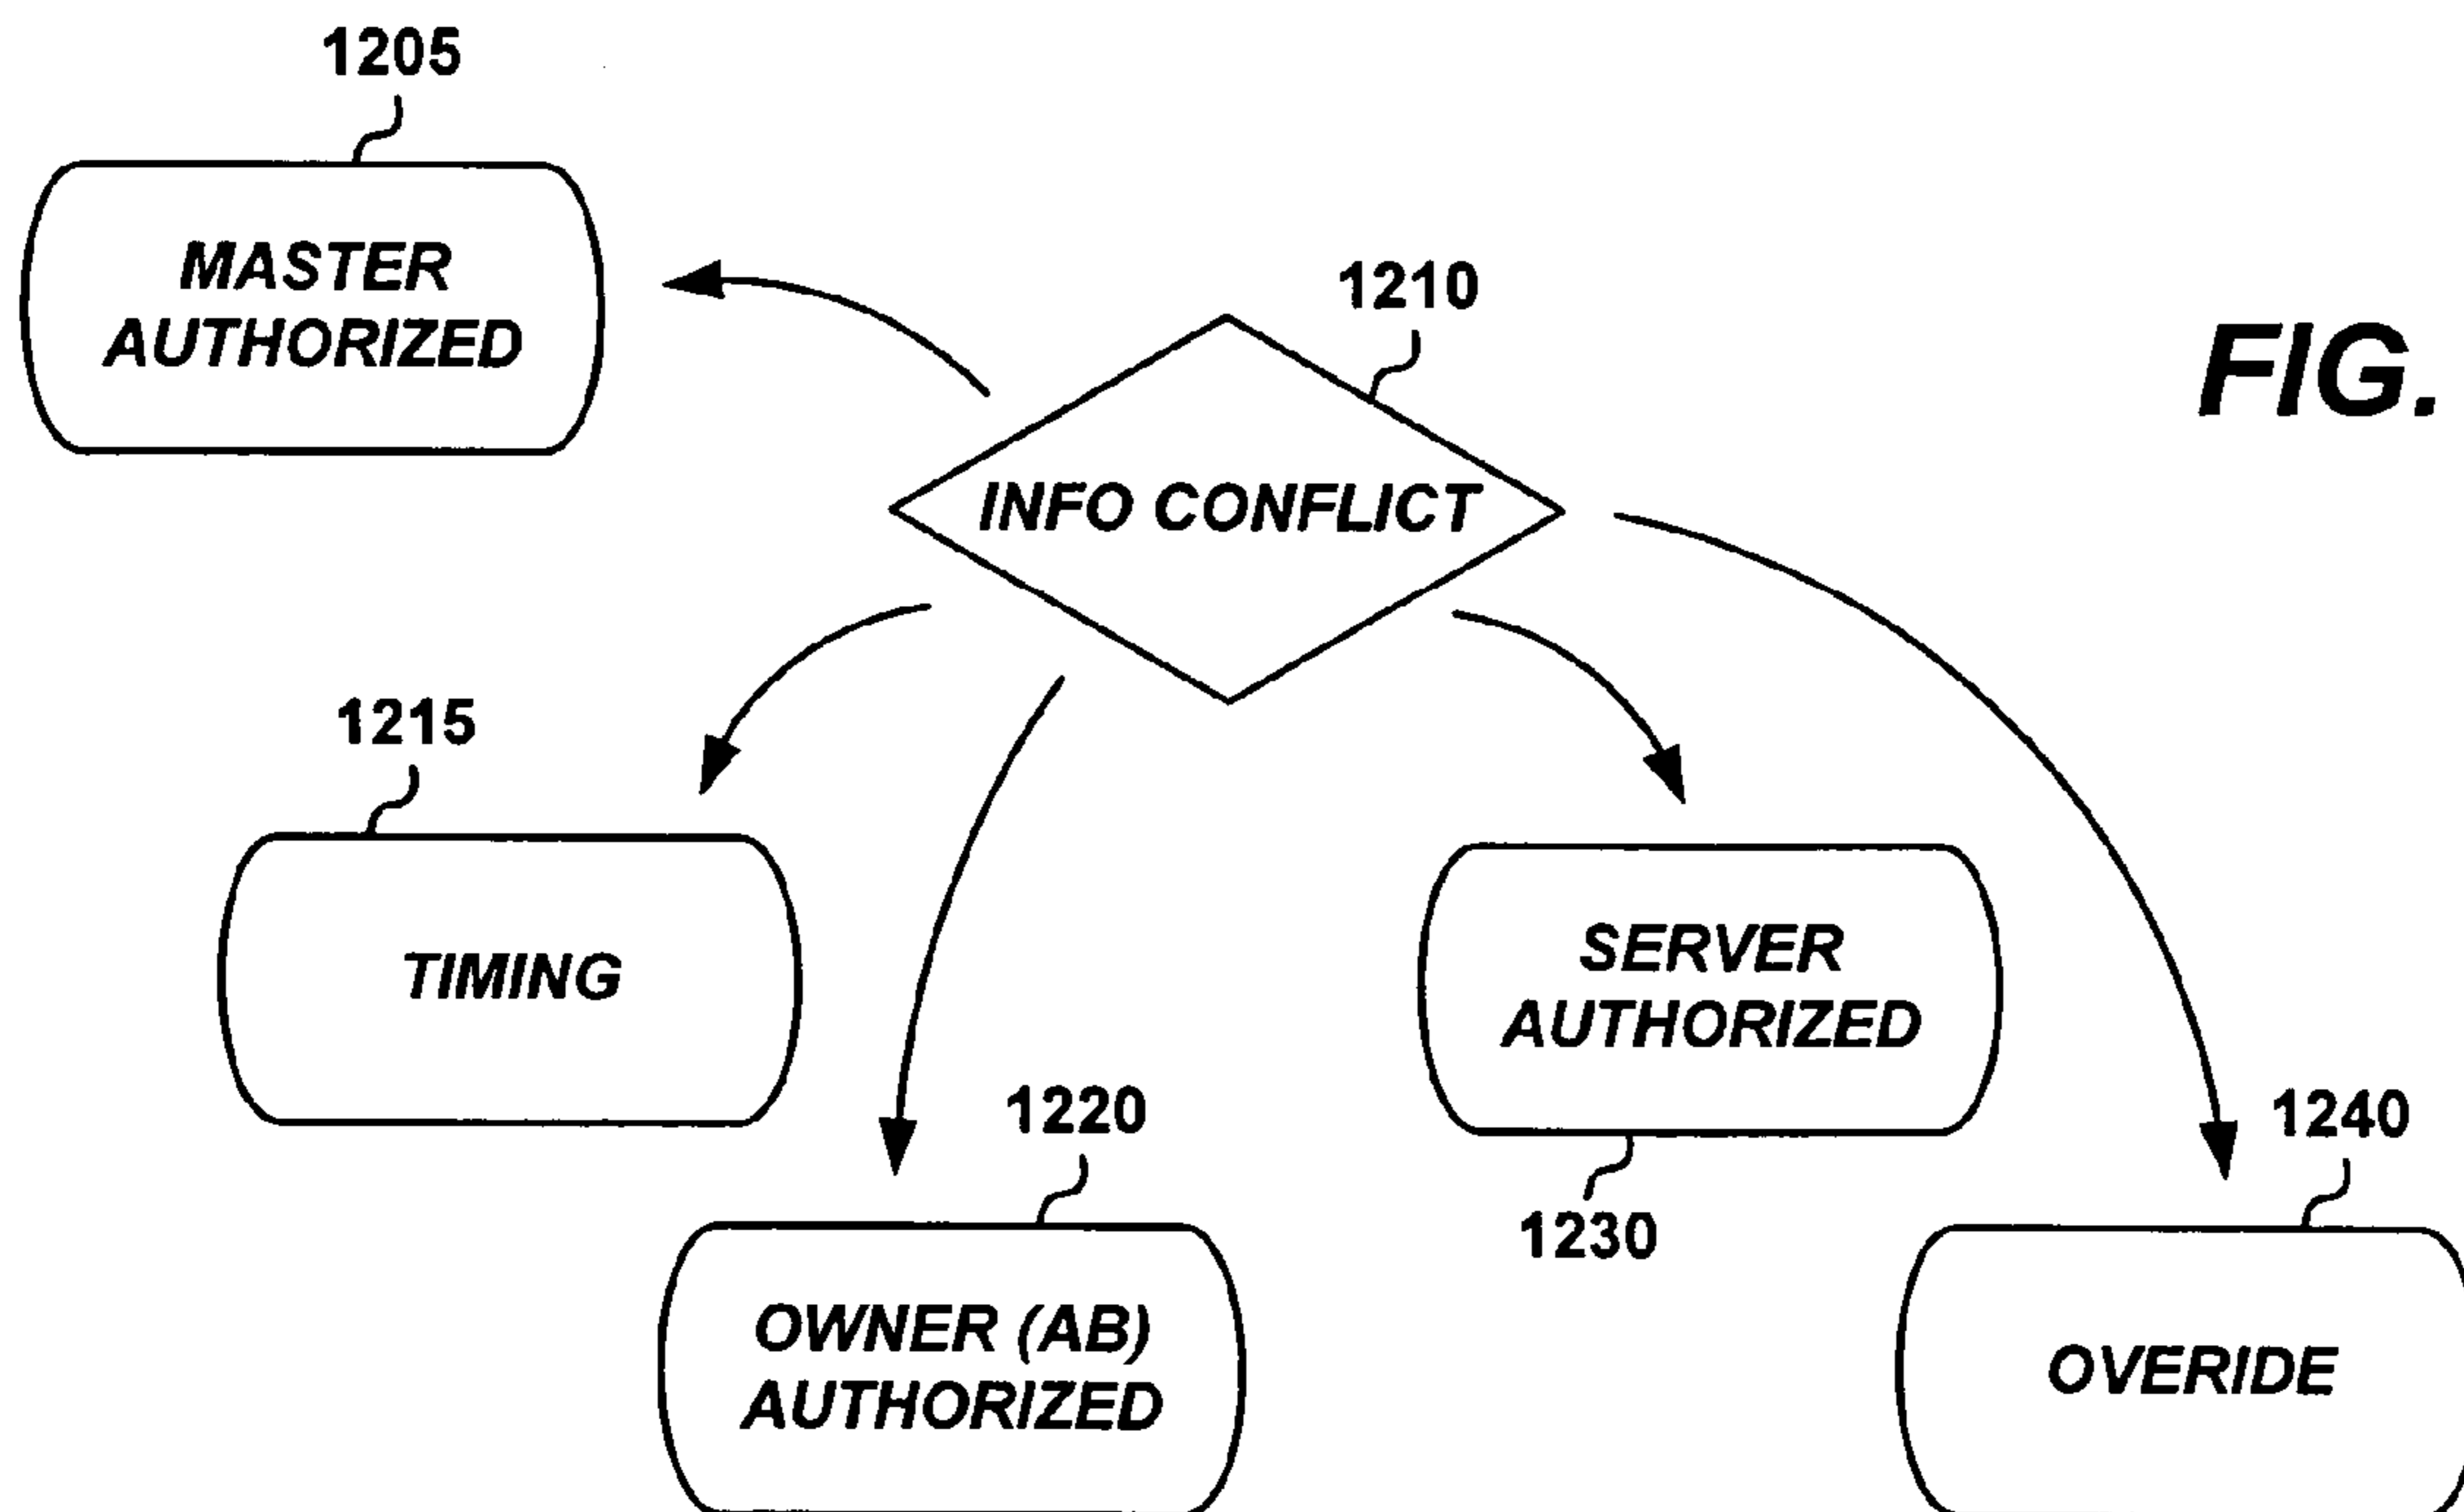 1205
MASTER
AUTHORIZED
1210
FIG.
INFO CONFLICT
1215
TIMING
SERVER
AUTHORIZED
1220
1230
1240
OWNER (AB)
AUTHORIZED
OVERIDE